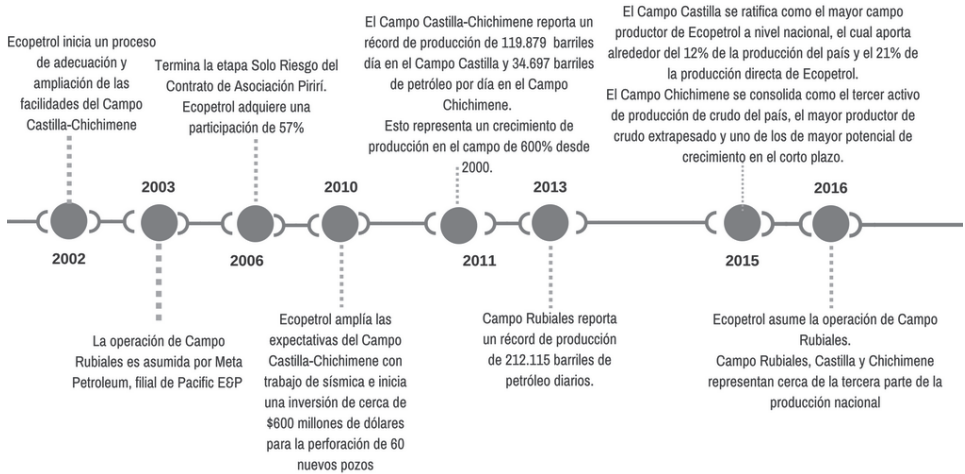 Ecopetrol inicia un proceso
de adecuación y
ampliación de las
facilidades del Campo
Castilla-Chichimene
2002
2003
La operación de Campo
Rubiales es asumida por Meta
Petroleum, filial de Pacific E&P
Termina la etapa Solo Riesgo del
Contrato de Asociación Pirirí.
Ecopetrol adquiere una
participación de 57%
2006
2010
Ecopetrol amplía las
expectativas del Campo
Castilla-Chichimene con
trabajo de sísmica e inicia
una inversión de cerca de
$600 millones de dólares
para la perforación de 60
nuevos pozos
El Campo Castilla-Chichimene reporta un
récord de producción de 119.879 barriles
día en el Campo Castilla y 34.697 barriles
de petróleo por día en el Campo
Chichimene.
Esto representa un crecimiento de
producción en el campo de 600% desde
2000.
2011
2013
Campo Rubiales reporta
un récord de producción
de 212.115 barriles de
petróleo diarios.
El Campo Castilla se ratifica como el mayor campo
productor de Ecopetrol a nivel nacional, el cual aporta
alrededor del 12% de la producción del país y el 21% de
la producción directa de Ecopetrol.
El Campo Chichimene se consolida como el tercer activo
de producción de crudo del país, el mayor productor de
crudo extrapesado y uno de los de mayor potencial de
crecimiento en el corto plazo.
2015
2016
Ecopetrol asume la operación de Campo
Rubiales.
Campo Rubiales, Castilla y Chichimene
representan cerca de la tercera parte de la
producción nacional